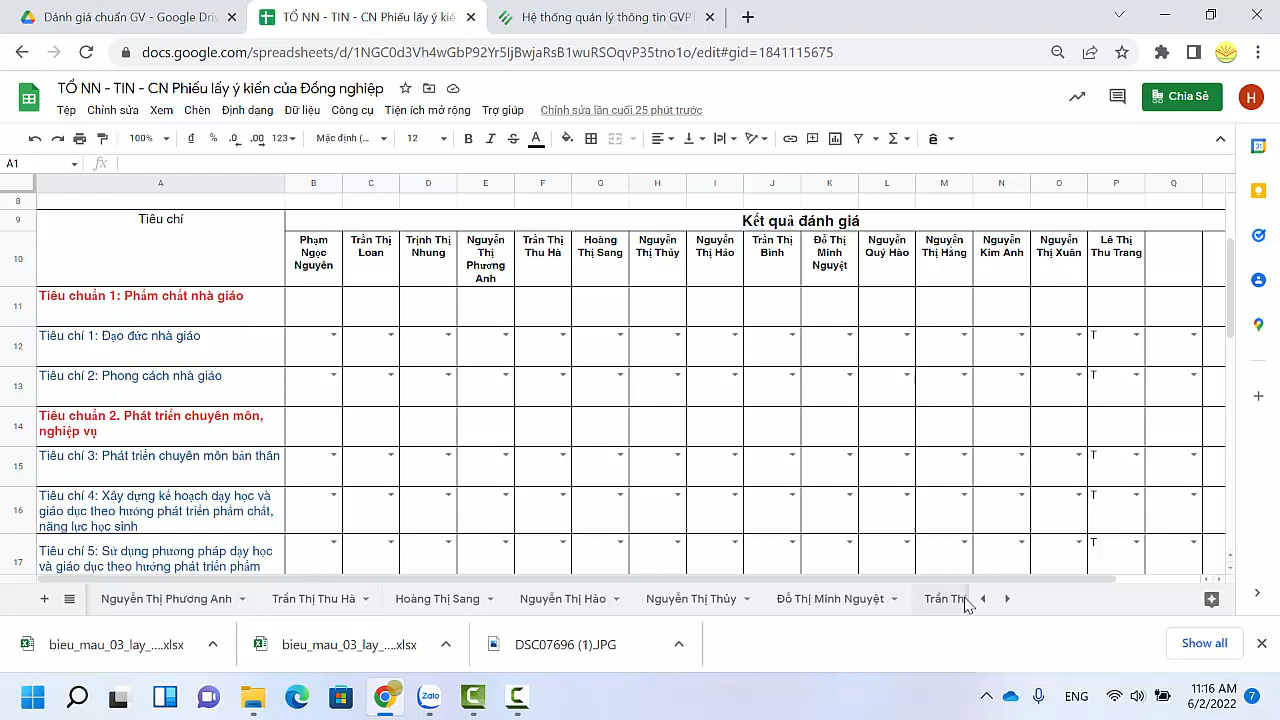 Đánh giá chuẩn GV - Google Driv
TỔ NN - TIN - CN Phiếu lấy ý kiến
Hệ thống quản lý thông tin GVPT
docs.google.com/spreadsheets/d/1NGC0d3Vh4wGbP92Yr5IjBwjaRsB1wuRSOqvP35tno1o/edit#gid=1841115675
TỔ NN - TIN - CN Phiếu lấy ý kiến của Đồng nghiệp
Tệp Chỉnh sửa Xem Chèn Định dạng Dữ liệu Công cụ Tiện ích mở rộng Trợ giúp Chỉnh sửa lần cuối 25 phút trước
Chia Sẻ
H
100% đ % .0 .00 123 Mặc định (... 12 B I S A
A1 fx
A B C D E F G H I J K L M N O P Q
8
9 Tiêu chí Kết quả đánh giá
10 Phạm Ngọc Nguyên Trần Thị Loan Trịnh Thị Nhung Nguyễn Thị Phương Anh Trần Thị Thu Hà Hoàng Thị Sang Nguyễn Thị Thủy Nguyễn Thị Hảo Trần Thị Bình Đỗ Thị Minh Nguyệt Nguyễn Quý Hào Nguyễn Thị Hằng Nguyễn Kim Anh Nguyễn Thị Xuân Lê Thị Thu Trang
11 Tiêu chuẩn 1: Phẩm chất nhà giáo
12 Tiêu chí 1: Đạo đức nhà giáo T
13 Tiêu chí 2: Phong cách nhà giáo T
14 Tiêu chuẩn 2. Phát triển chuyên môn,
nghiệp vụ
15 Tiêu chí 3: Phát triển chuyên môn bản thân T
16 Tiêu chí 4: Xây dựng kế hoạch dạy học và T
giáo dục theo hướng phát triển phẩm chất,
năng lực học sinh
17 Tiêu chí 5: Sử dụng phương pháp dạy học T
và giáo dục theo hướng phát triển phẩm
Nguyễn Thị Phương Anh Trần Thị Thu Hà Hoàng Thị Sang Nguyễn Thị Hảo Nguyễn Thị Thủy Đỗ Thị Minh Nguyệt Trần Thị
bieu_mau_03_lay_....xlsx bieu_mau_03_lay_....xlsx DSC07696 (1).JPG Show all
Zalo ENG 11:16 AM 7
6/2/2022